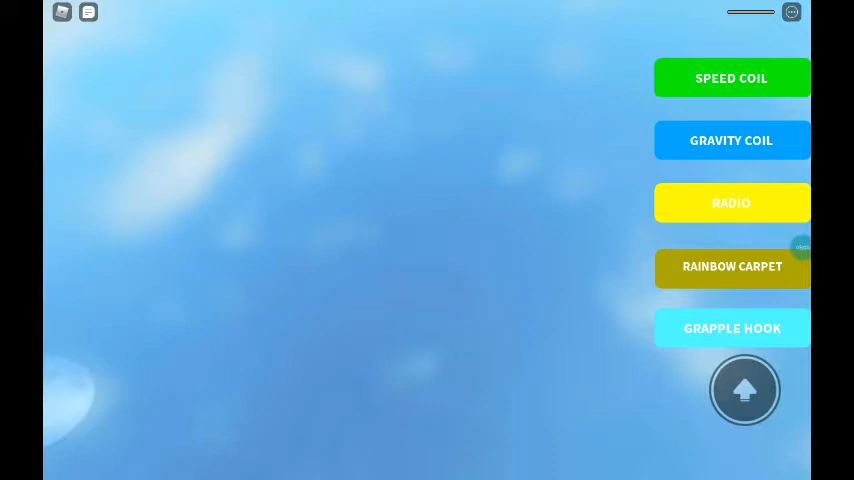 SPEED COIL
GRAVITY COIL
RADIO
RAINBOW CARPET
GRAPPLE HOOK